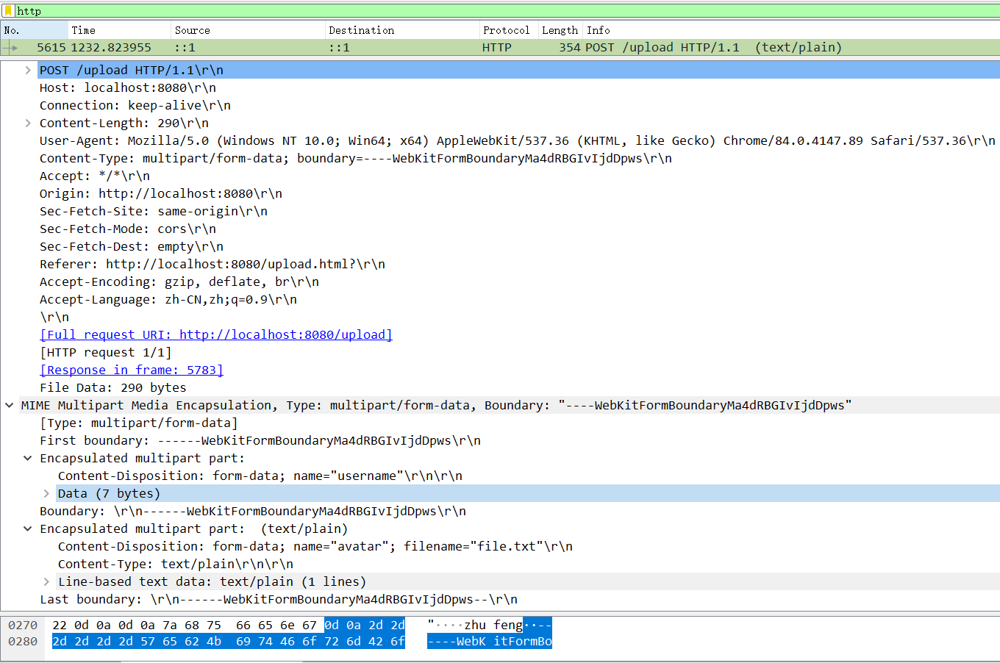 http
No. Time Source Destination Protocol Length Info
5615 1232.823955 ::1 ::1 HTTP 354 POST /upload HTTP/1.1 (text/plain)
POST /upload HTTP/1.1\r\n
Host: localhost:8080\r\n
Connection: keep-alive\r\n
Content-Length: 290\r\n
User-Agent: Mozilla/5.0 (Windows NT 10.0; Win64; x64) AppleWebKit/537.36 (KHTML, like Gecko) Chrome/84.0.4147.89 Safari/537.36\r\n
Content-Type: multipart/form-data; boundary=----WebKitFormBoundaryMa4dRBGIvIjdDpws\r\n
Accept: */*\r\n
Origin: http://localhost:8080\r\n
Sec-Fetch-Site: same-origin\r\n
Sec-Fetch-Mode: cors\r\n
Sec-Fetch-Dest: empty\r\n
Referer: http://localhost:8080/upload.html?\r\n
Accept-Encoding: gzip, deflate, br\r\n
Accept-Language: zh-CN,zh;q=0.9\r\n
\r\n
[Full request URI: http://localhost:8080/upload]
[HTTP request 1/1]
[Response in frame: 5783]
File Data: 290 bytes
MIME Multipart Media Encapsulation, Type: multipart/form-data, Boundary: "----WebKitFormBoundaryMa4dRBGIvIjdDpws"
[Type: multipart/form-data]
First boundary: ------WebKitFormBoundaryMa4dRBGIvIjdDpws\r\n
Encapsulated multipart part:
Content-Disposition: form-data; name="username"\r\n\r\n
Data (7 bytes)
Boundary: \r\n------WebKitFormBoundaryMa4dRBGIvIjdDpws\r\n
Encapsulated multipart part:  (text/plain)
Content-Disposition: form-data; name="avatar"; filename="file.txt"\r\n
Content-Type: text/plain\r\n\r\n
Line-based text data: text/plain (1 lines)
Last boundary: \r\n------WebKitFormBoundaryMa4dRBGIvIjdDpws--\r\n
0270 22 0d 0a 0d 0a 7a 68 75 66 65 6e 67 0d 0a 2d 2d "····zhu feng··--
0280 2d 2d 2d 2d 57 65 62 4b 69 74 46 6f 72 6d 42 6f ----WebK itFormBo